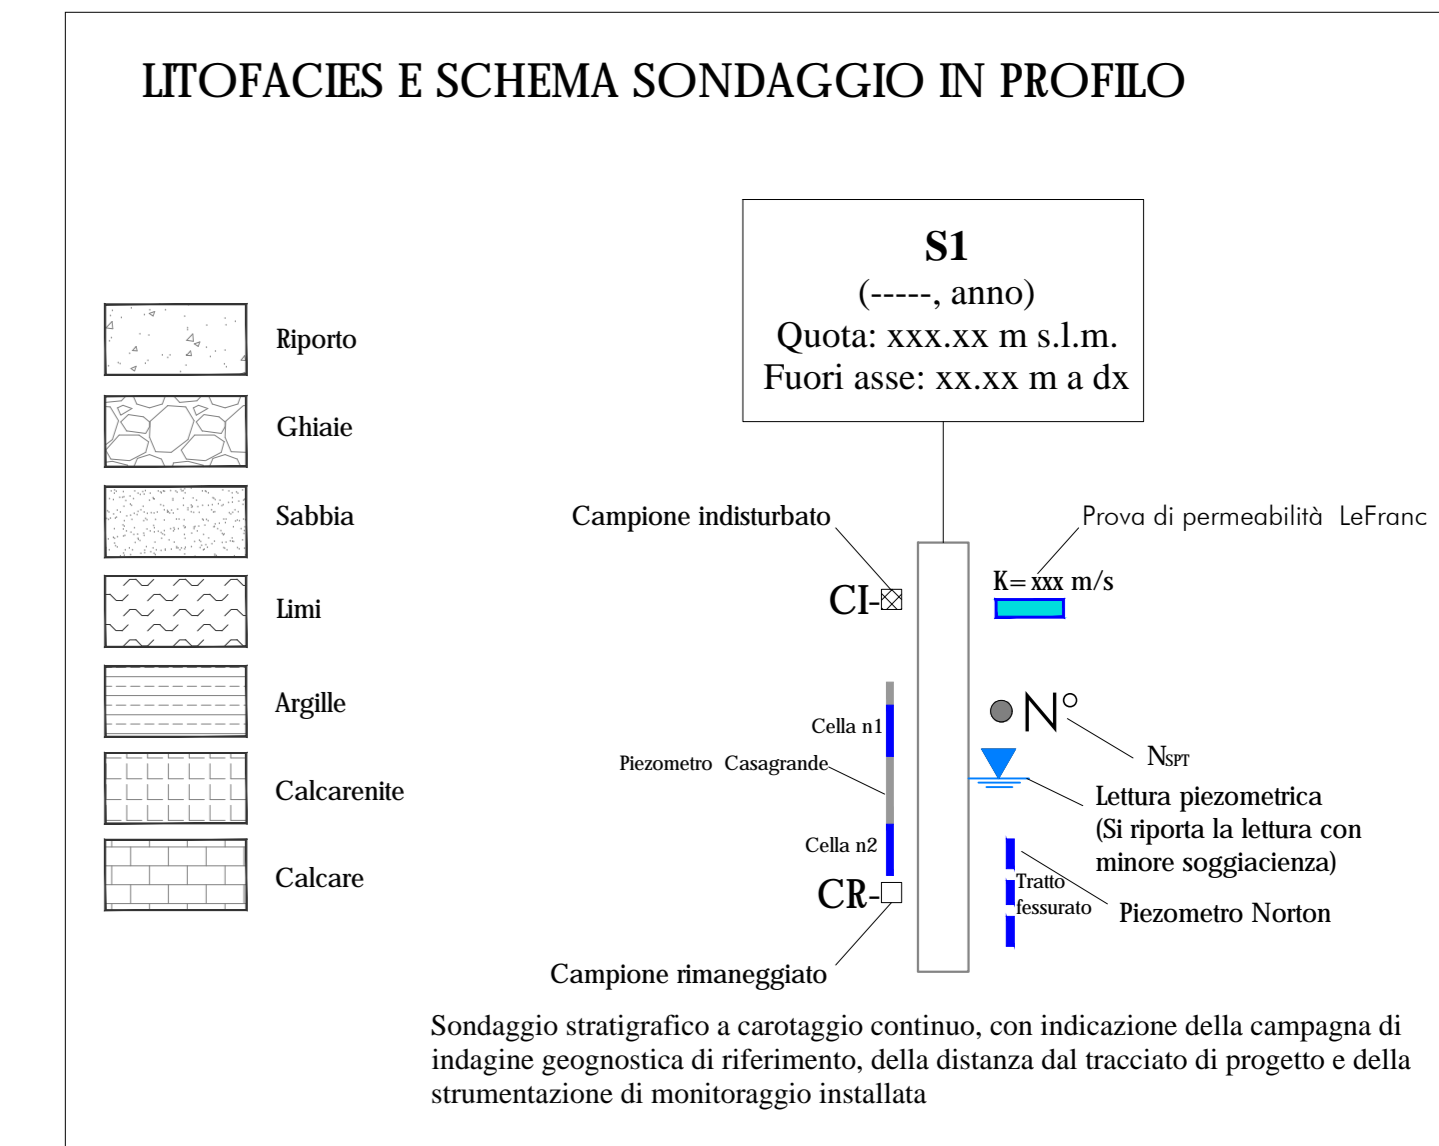 LITOFACIES E SCHEMA SONDAGGIO IN PROFILO
S1
(-----, anno)
Quota: xxx.xx m s.l.m.
Fuori asse: xx.xx m a dx
Riporto
Ghiaie
Sabbia
Limi
Argille
Calcarenite
Calcare
Campione indisturbato
CI-
Prova di permeabilità LeFranc
K= xxx m/s
Cella n1
Piezometro Casagrande
Cella n2
CR-
Campione rimaneggiato
N°
NSPT
Lettura piezometrica
(Si riporta la lettura con
minore soggiacienza)
Tratto
fessurato
Piezometro Norton
Sondaggio stratigrafico a carotaggio continuo, con indicazione della campagna di
indagine geognostica di riferimento, della distanza dal tracciato di progetto e della
strumentazione di monitoraggio installata